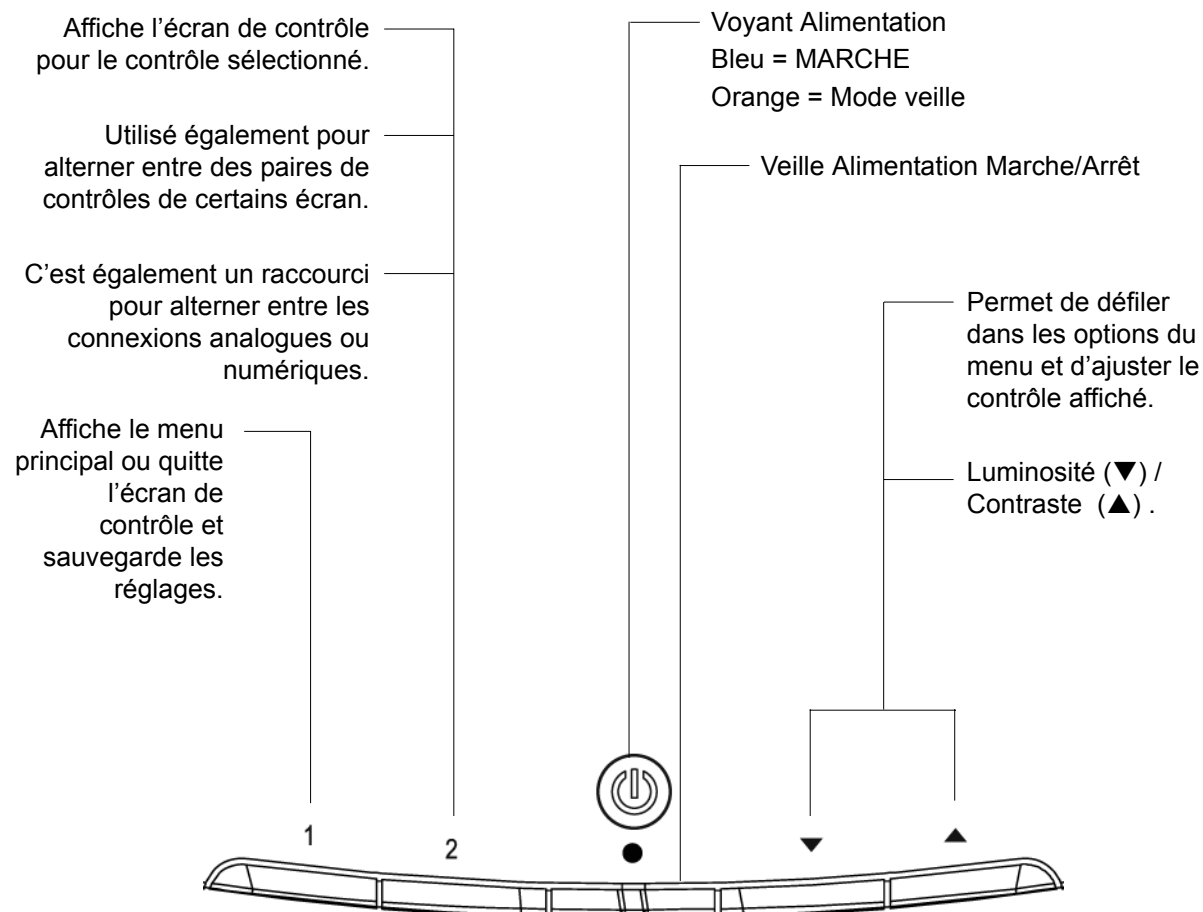 Affiche l’écran de contrôle
pour le contrôle sélectionné.
Utilisé également pour
alterner entre des paires de
contrôles de certains écran.
C’est également un raccourci
pour alterner entre les
connexions analogues ou
numériques.
Affiche le menu
principal ou quitte
l’écran de
contrôle et
sauvegarde les
réglages.
Voyant Alimentation
Bleu = MARCHE
Orange = Mode veille
Veille Alimentation Marche/Arrêt
Permet de défiler
dans les options du
menu et d’ajuster le
contrôle affiché.
Luminosité (▼) /
Contraste (▲) .
1
2
▼
▲